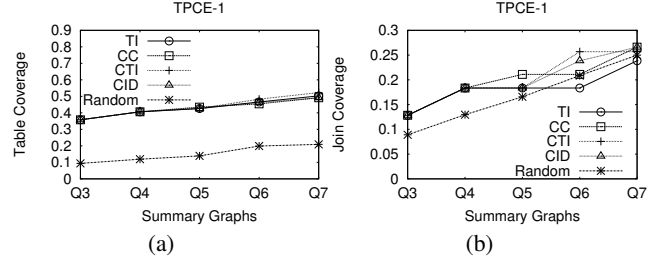 TPCE-1
Table Coverage
0.9
0.8
0.7
0.6
0.5
0.4
0.3
0.2
0.1
0
TI
CC
CTI
CID
Random
Q3 Q4 Q5 Q6 Q7
Summary Graphs
(a)
TPCE-1
Join Coverage
0.3
0.25
0.2
0.15
0.1
0.05
0
TI
CC
CTI
CID
Random
Q3 Q4 Q5 Q6 Q7
Summary Graphs
(b)